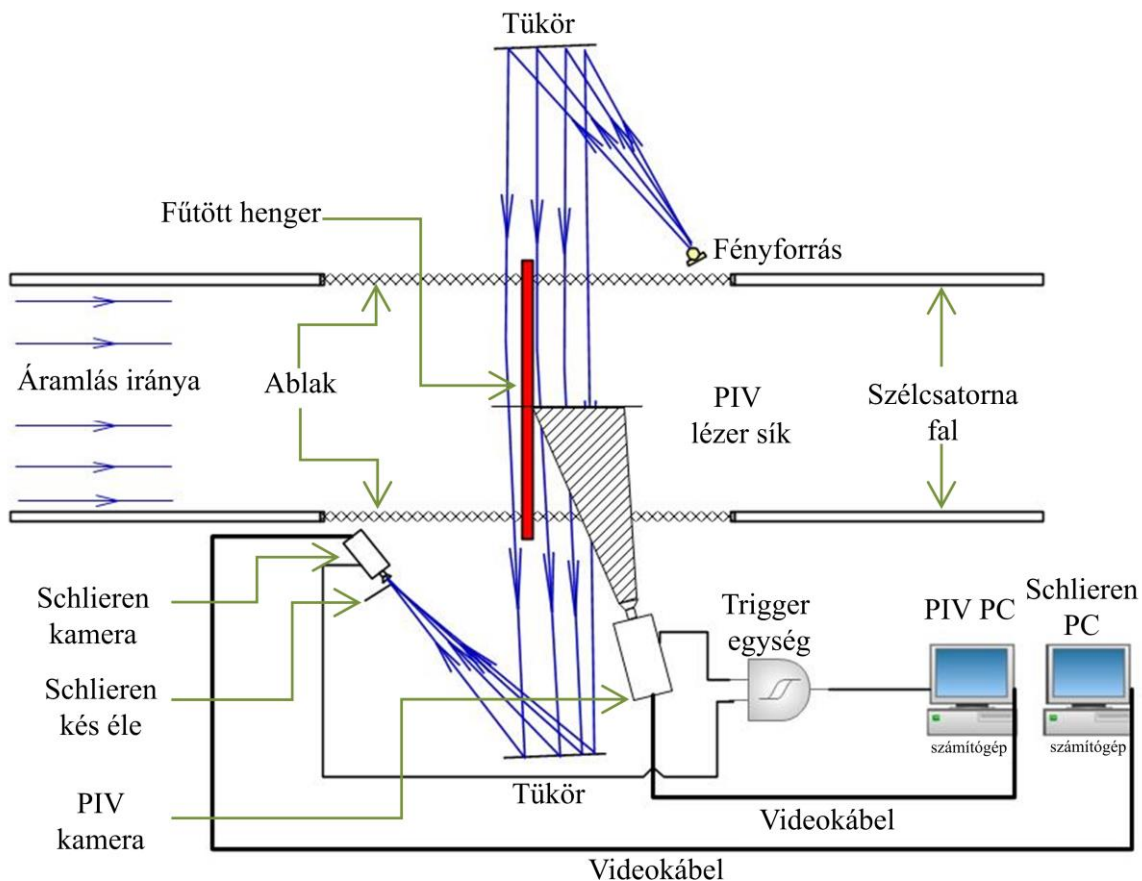 Tükör
Fűtött henger
Fényforrás
Áramlás iránya
Ablak
PIV
lézer sík
Szélcsatorna
fal
Schlieren
kamera
Schlieren
kés éle
PIV
kamera
Trigger
egység
PIV PC
Schlieren
PC
számítógép
számítógép
Tükör
Videokábel
Videokábel